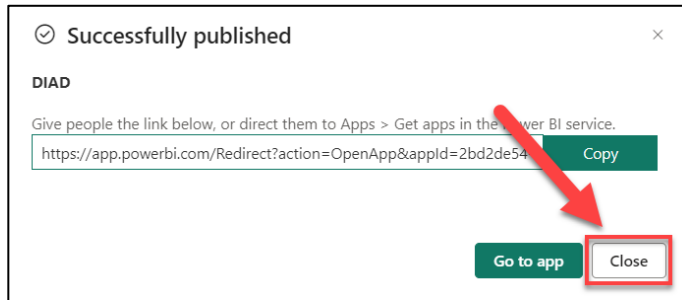 Successfully published
DIAD
Give people the link below, or direct them to Apps > Get apps in the Power BI service.
https://app.powerbi.com/Redirect?action=OpenApp&appId=2bd2de54
Copy
Go to app
Close